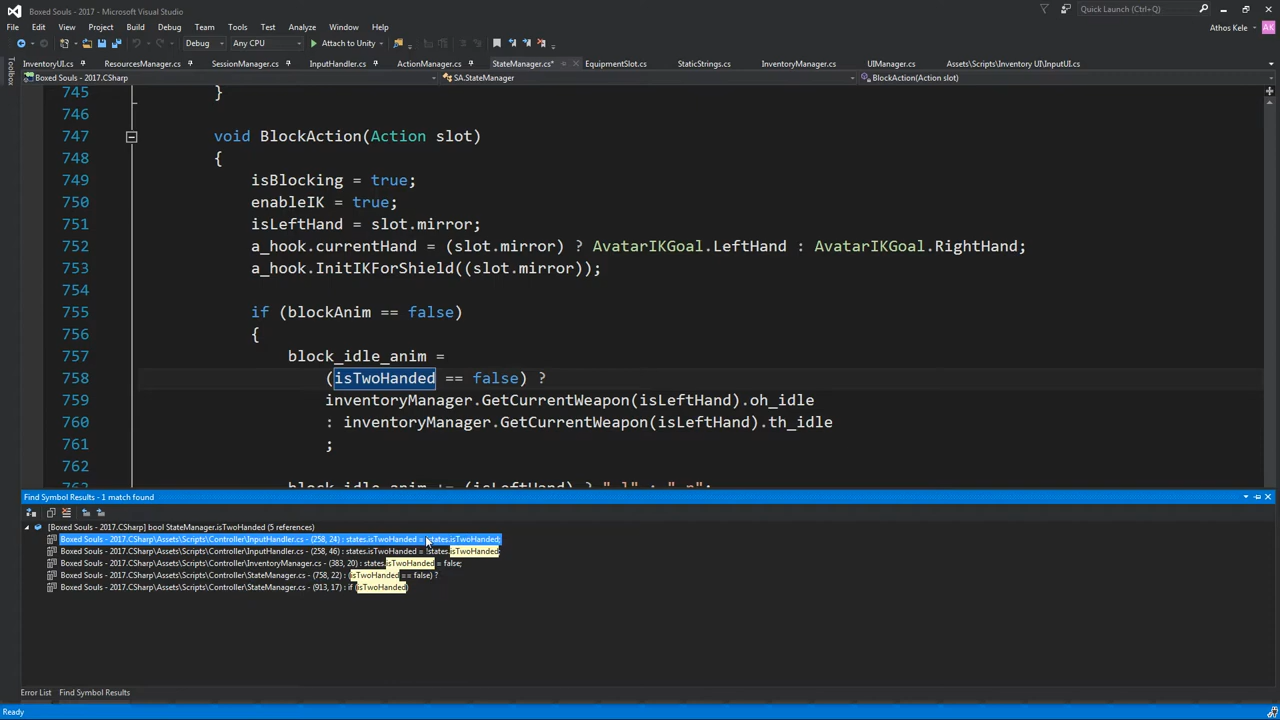 Boxed Souls - 2017 - Microsoft Visual Studio
Quick Launch (Ctrl+Q)
File Edit View Project Build Debug Team Tools Test Analyze Window Help
Athos Kele
AK
Debug Any CPU Attach to Unity
Toolbox
InventoryUI.cs ResourcesManager.cs SessionManager.cs InputHandler.cs ActionManager.cs StateManager.cs* EquipmentSlot.cs StaticStrings.cs InventoryManager.cs UIManager.cs Assets\Scripts\Inventory UI\InputUI.cs
Boxed Souls - 2017.CSharp SA.StateManager BlockAction(Action slot)
745 }
746
747 void BlockAction(Action slot)
748 {
749 isBlocking = true;
750 enableIK = true;
751 isLeftHand = slot.mirror;
752 a_hook.currentHand = (slot.mirror) ? AvatarIKGoal.LeftHand : AvatarIKGoal.RightHand;
753 a_hook.InitIKForShield((slot.mirror));
754
755 if (blockAnim == false)
756 {
757 block_idle_anim =
758 (isTwoHanded == false) ?
759 inventoryManager.GetCurrentWeapon(isLeftHand).oh_idle
760 : inventoryManager.GetCurrentWeapon(isLeftHand).th_idle
761 ;
762
763 block_idle_anim += (isLeftHand) ? "_l" : "_r";
Find Symbol Results - 1 match found
[Boxed Souls - 2017.CSharp] bool StateManager.isTwoHanded (5 references)
Boxed Souls - 2017.CSharp\Assets\Scripts\Controller\InputHandler.cs - (258, 24) : states.isTwoHanded = !states.isTwoHanded;
Boxed Souls - 2017.CSharp\Assets\Scripts\Controller\InputHandler.cs - (258, 46) : states.isTwoHanded = !states.isTwoHanded;
Boxed Souls - 2017.CSharp\Assets\Scripts\Controller\InventoryManager.cs - (383, 20) : states.isTwoHanded = false;
Boxed Souls - 2017.CSharp\Assets\Scripts\Controller\StateManager.cs - (758, 22) : (isTwoHanded == false) ?
Boxed Souls - 2017.CSharp\Assets\Scripts\Controller\StateManager.cs - (913, 17) : if (isTwoHanded)
Error List Find Symbol Results
Ready